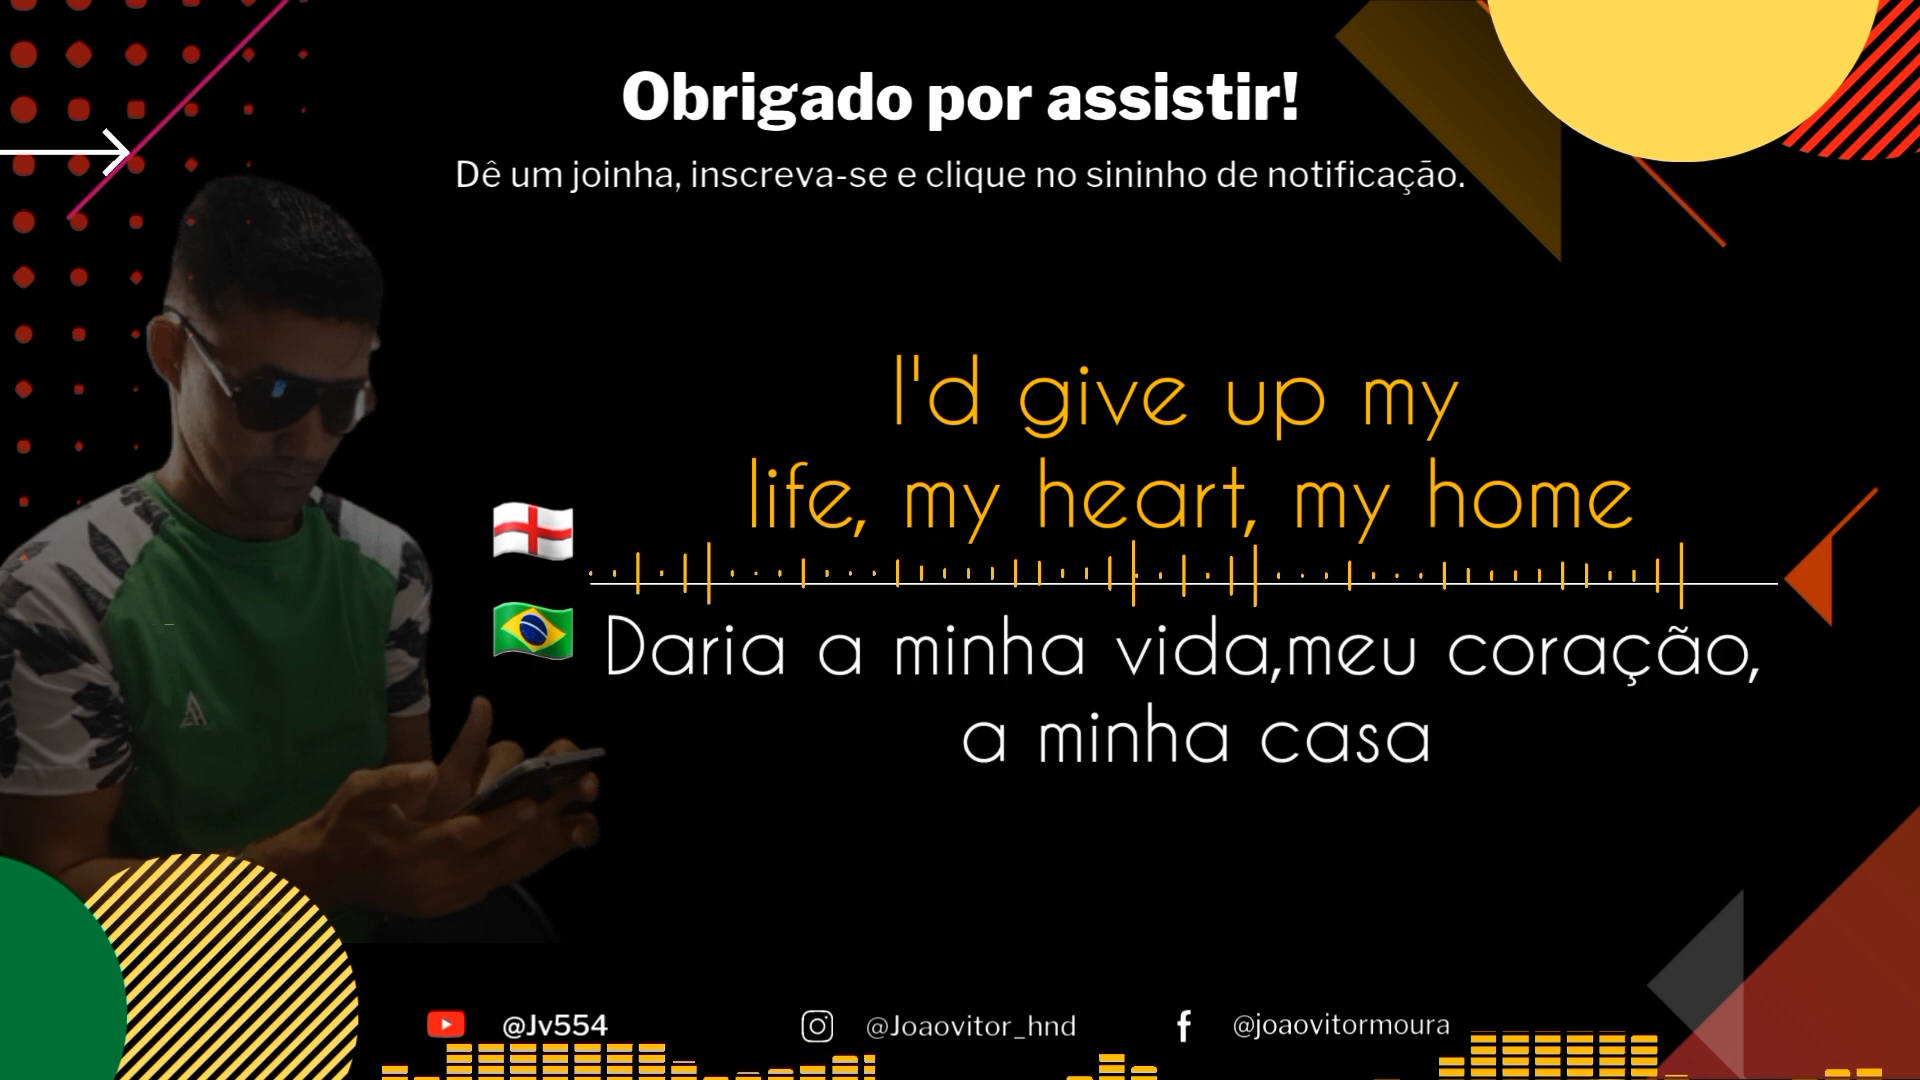 Obrigado por assistir!
Dê um joinha, inscreva-se e clique no sininho de notificação.
I'd give up my
life, my heart, my home
Daria a minha vida,meu coração,
a minha casa
@Jv554
@Joaovitor_hnd
@joaovitormoura